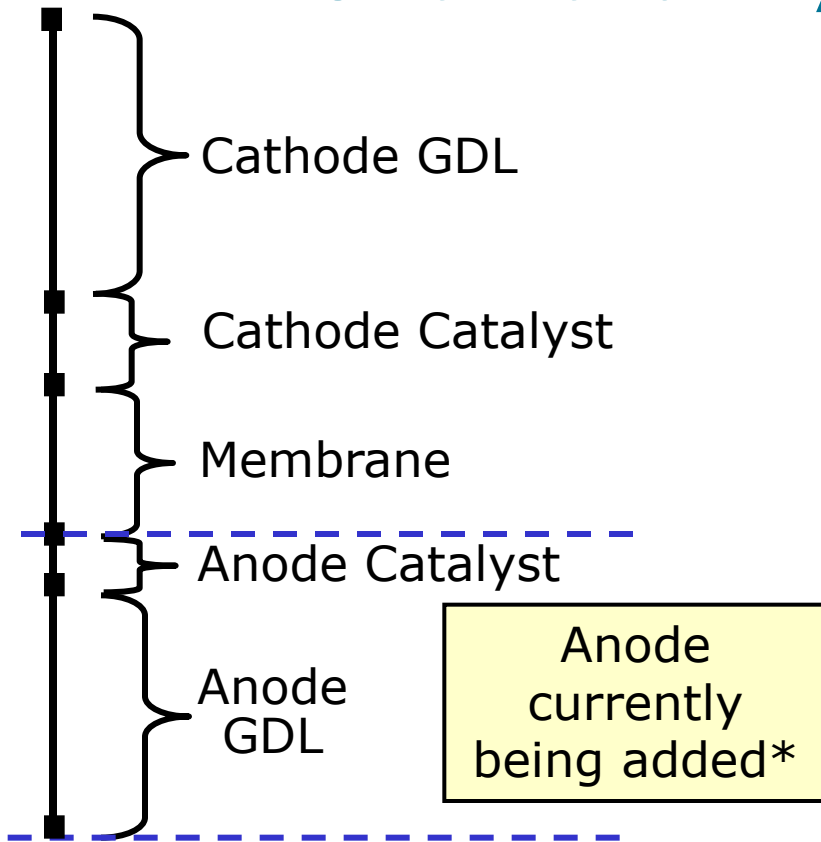 Cathode GDL
Cathode Catalyst
Membrane
Anode Catalyst
Anode
GDL
Anode
currently
being added*